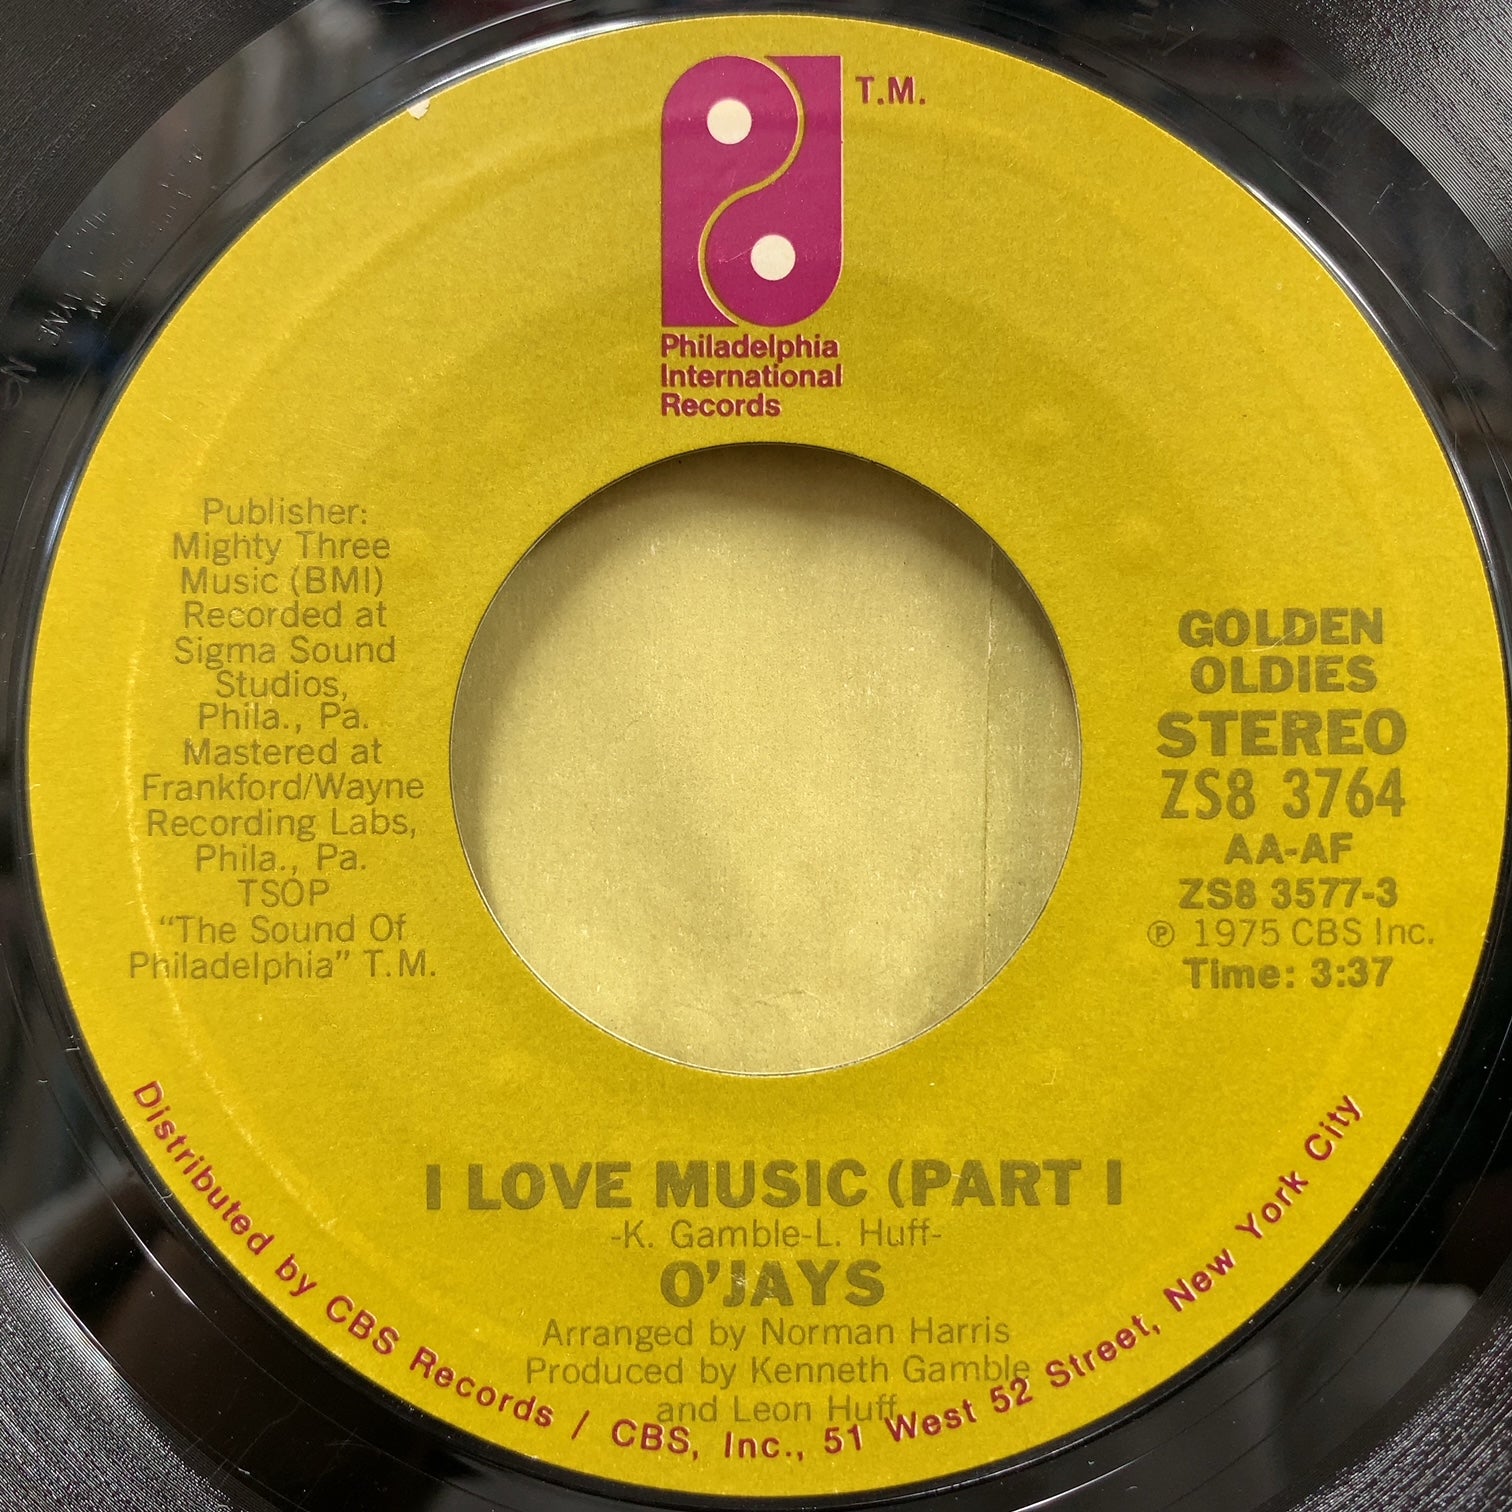 T.M.
Philadelphia
International
Records
Publisher:
Mighty Three
Music (BMI)
Recorded at
Sigma Sound
Studios,
Phila., Pa.
Mastered at
Frankford/Wayne
Recording Labs,
Phila., Pa.
TSOP
“The Sound Of
Philadelphia” T.M.
GOLDEN
OLDIES
STEREO
ZS8 3764
AA-AF
ZS8 3577-3
℗ 1975 CBS Inc.
Time: 3:37
I LOVE MUSIC (PART I
-K. Gamble-L. Huff-
O'JAYS
Arranged by Norman Harris
Produced by Kenneth Gamble
and Leon Huff
Distributed by CBS Records / CBS, Inc., 51 West 52 Street, New York City